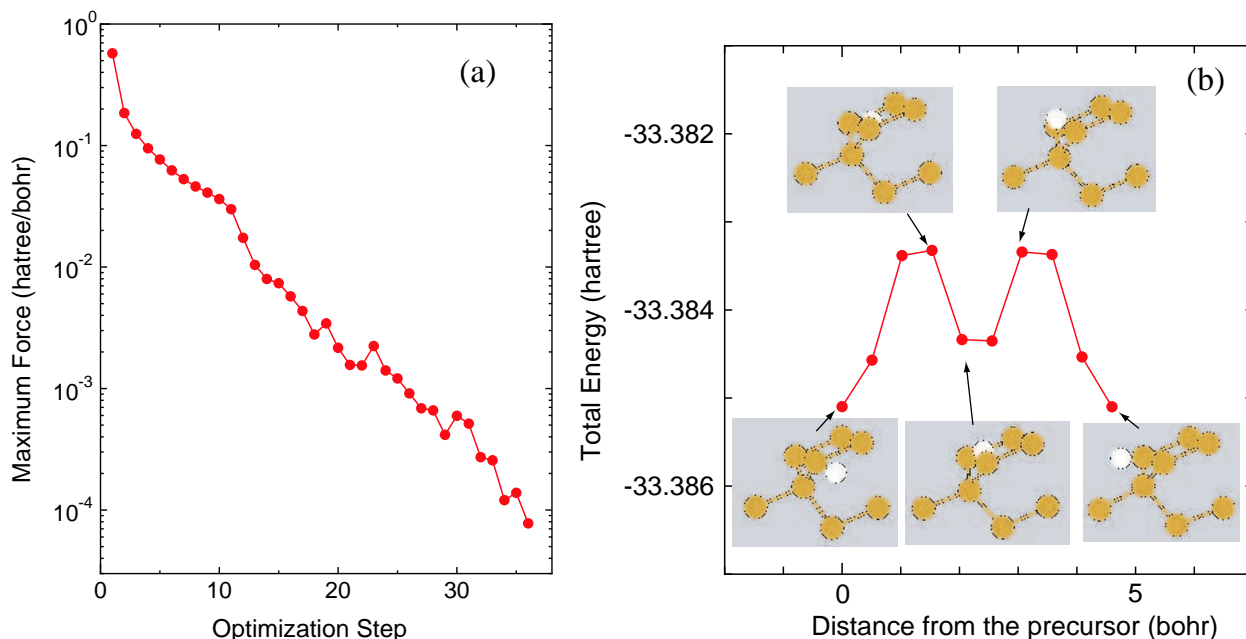 10^0
10^-1
10^-2
10^-3
10^-4
Maximum Force (hatree/bohr)
(a)
0
10
20
30
Optimization Step
-33.382
-33.384
-33.386
Total Energy (hartree)
(b)
0
5
Distance from the precursor (bohr)